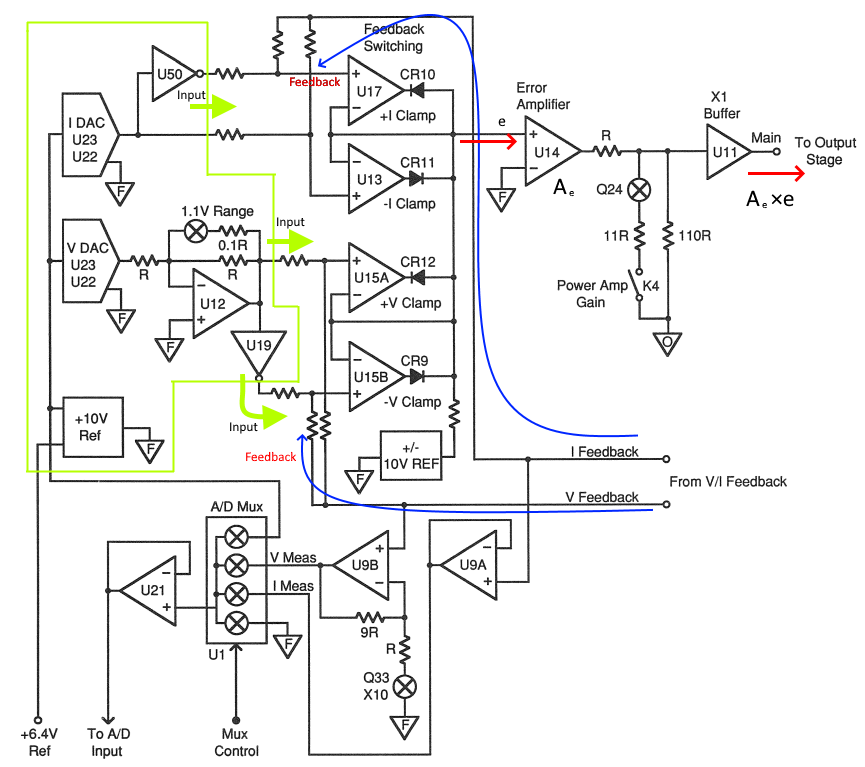 Feedback
Switching
U50
Feedback
CR10
Input
+
U17
−
+I Clamp
I DAC
U23
U22
F
−
CR11
U13
+
-I Clamp
e
Error
Amplifier
+
U14
−
F
A e
R
X1
Buffer
U11
Main
To Output
Stage
A e ×e
Q24
11R
110R
Power Amp
Gain
K4
O
1.1V Range
0.1R
Input
V DAC
U23
U22
R
R
F
−
U12
+
F
U19
+
CR12
U15A
−
+V Clamp
−
CR9
U15B
+
-V Clamp
Input
Feedback
+10V
Ref
F
+/-
10V REF
F
I Feedback
V Feedback
From V/I Feedback
A/D Mux
V Meas
I Meas
+
U9B
−
−
U9A
+
−
U21
+
9R
R
Q33
X10
F
F
U1
+6.4V
Ref
To A/D
Input
Mux
Control